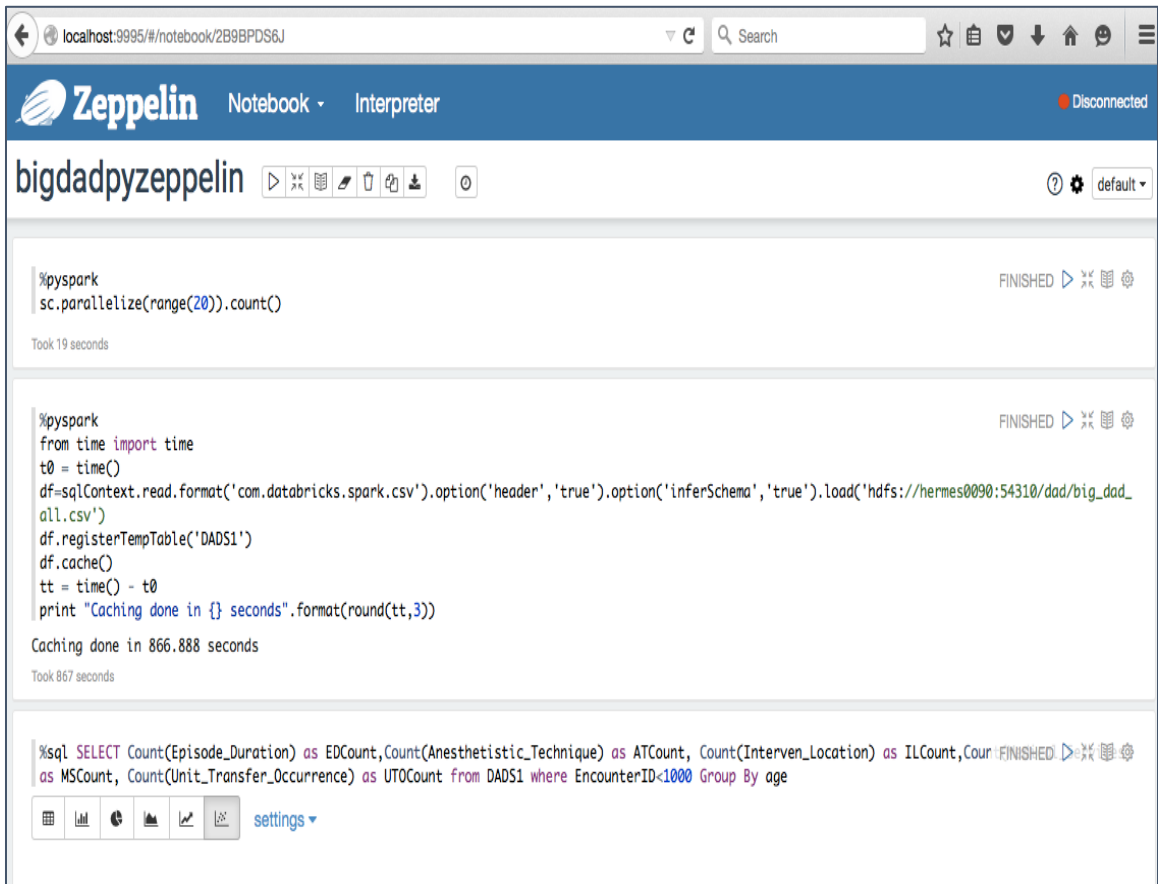 localhost:9995/#/notebook/2B9BPDS6J
Search
Zeppelin Notebook Interpreter Disconnected
bigdadpyzeppelin default
%pyspark FINISHED
sc.parallelize(range(20)).count()
Took 19 seconds
%pyspark FINISHED
from time import time
t0 = time()
df=sqlContext.read.format('com.databricks.spark.csv').option('header','true').option('inferSchema','true').load('hdfs://hermes0090:54310/dad/big_dad_
all.csv')
df.registerTempTable('DADS1')
df.cache()
tt = time() - t0
print "Caching done in {} seconds".format(round(tt,3))
Caching done in 866.888 seconds
Took 867 seconds
%sql SELECT Count(Episode_Duration) as EDCount,Count(Anesthetistic_Technique) as ATCount, Count(Interven_Location) as ILCount,Coun FINISHED
as MSCount, Count(Unit_Transfer_Occurrence) as UTOCount from DADS1 where EncounterID<1000 Group By age
settings